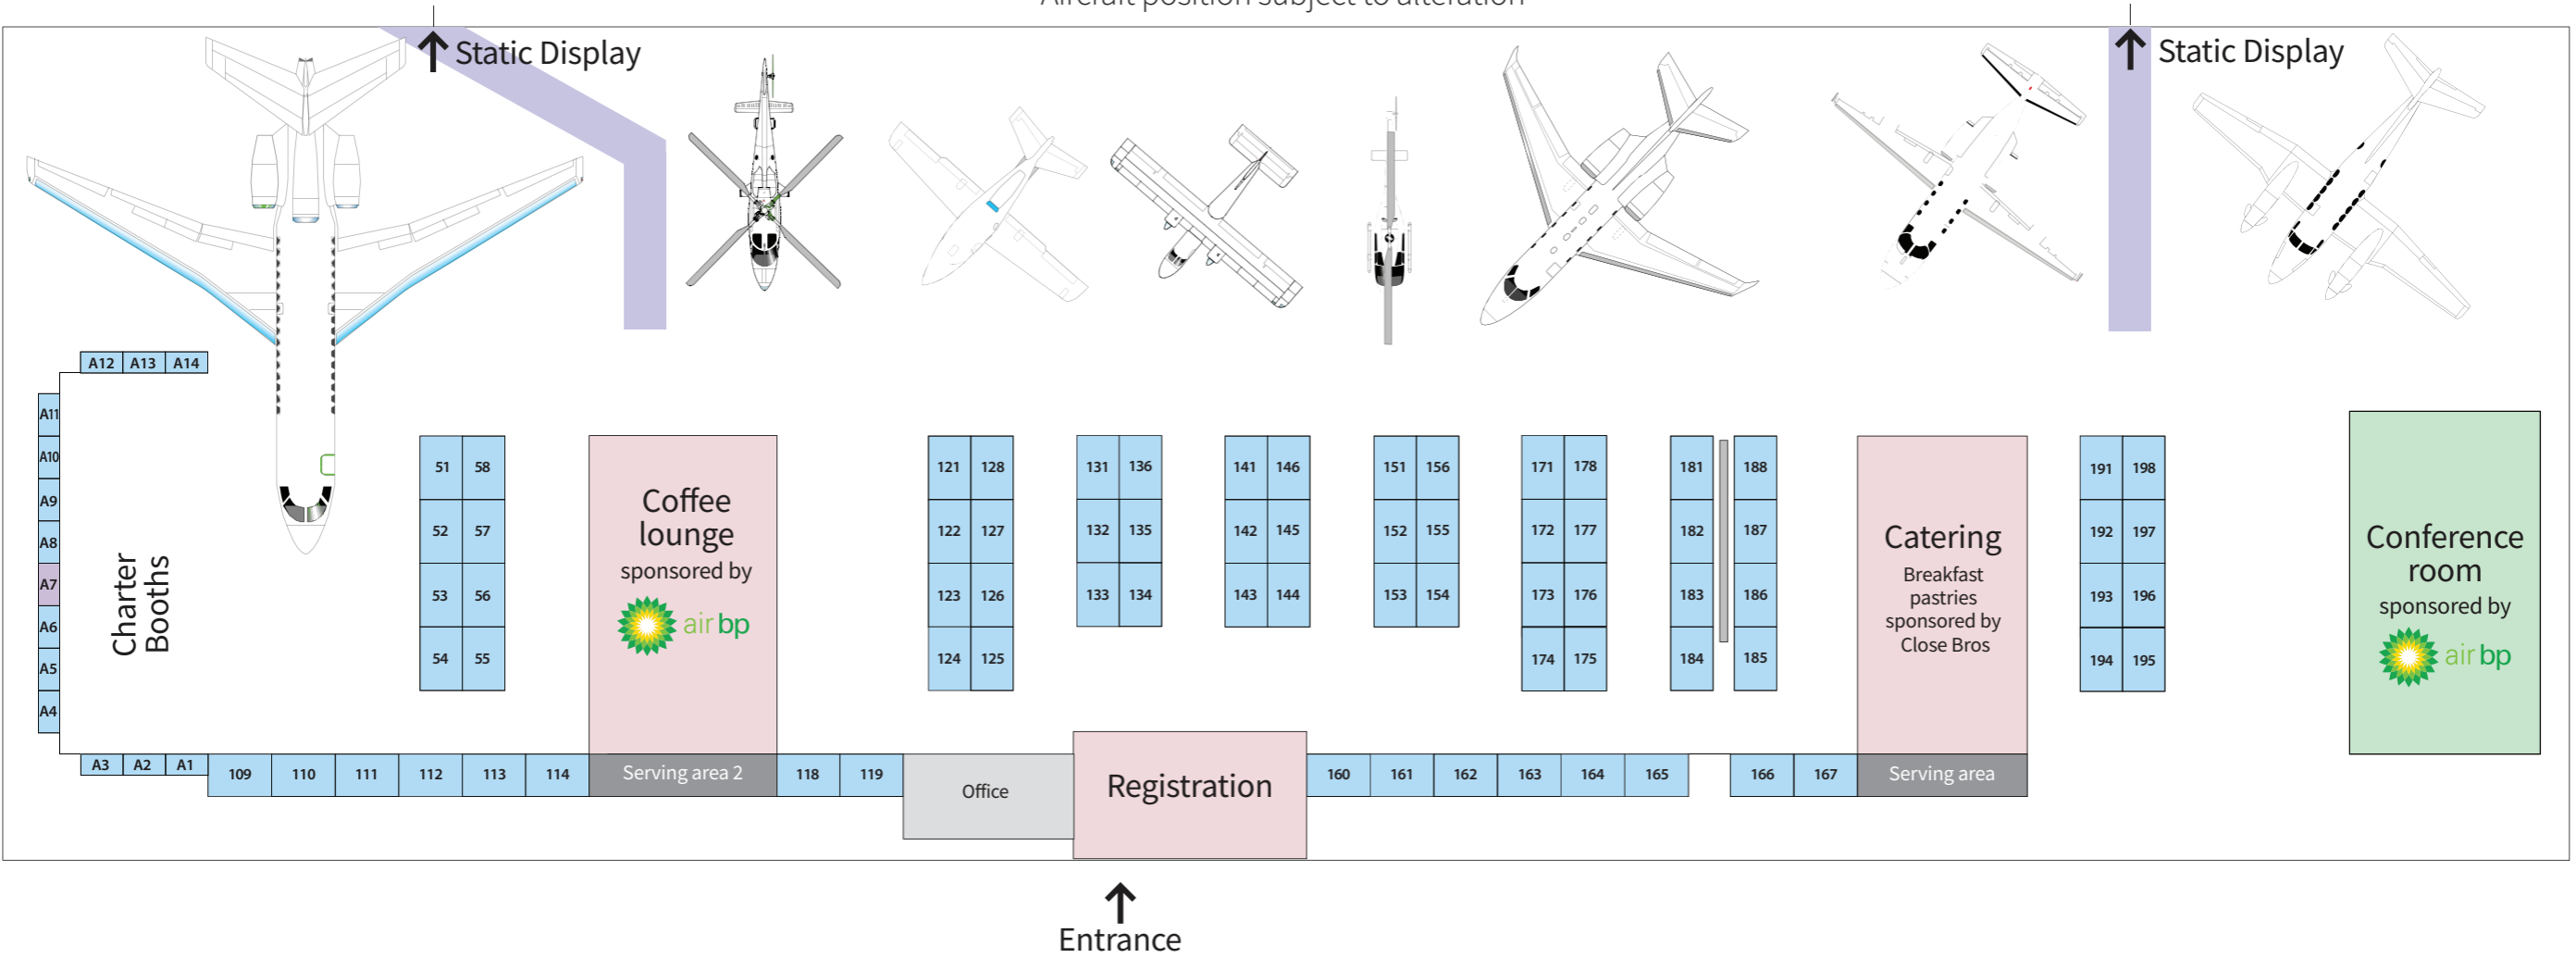 Aircraft position subject to alteration
Static Display
Static Display
A12 A13 A14
A11
A10
A9
A8
A7
A6
A5
A4
Charter
Booths
51 58
52 57
53 56
54 55
Coffee
lounge
sponsored by
air bp
121 128
122 127
123 126
124 125
131 136
132 135
133 134
141 146
142 145
143 144
151 156
152 155
153 154
171 178
172 177
173 176
174 175
181 188
182 187
183 186
184 185
Catering
Breakfast
pastries
sponsored by
Close Bros
191 198
192 197
193 196
194 195
Conference
room
sponsored by
air bp
A3 A2 A1 109 110 111 112 113 114 Serving area 2 118 119 Office Registration 160 161 162 163 164 165 166 167 Serving area
Entrance